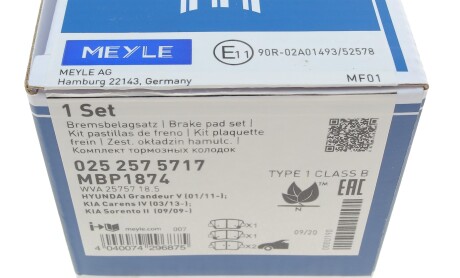 MEYLE
E11 90R-02A01493/52578
MEYLE AG
Hamburg 22143, Germany
MF01
1 Set
Bremsbelagsatz | Brake pad set |
Kit pastillas de freno | Kit plaquette
frein | Zest. okładzin hamulc. |
Комплект тормозных колодок
025 257 5717
MBP1874
WVA 25757 18.5
TYPE 1 CLASS B
HYUNDAI Grandeur V (01/11-);
KIA Carens IV (03/13-);
KIA Sorento II (09/09-)
TM
N
EAC
meyle.com
007
x1
x1
x2
09/20
4 040074 296875